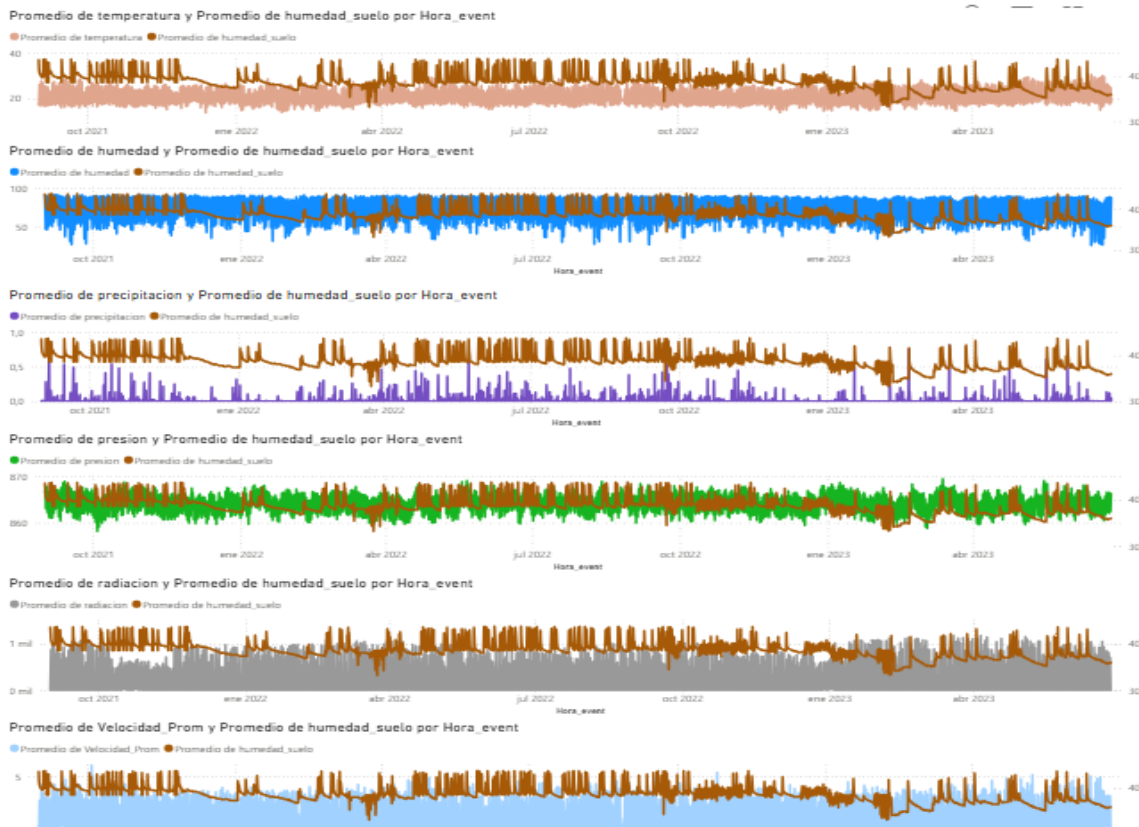 Promedio de temperatura y Promedio de humedad_suelo por Hora_event
Promedio de temperatura Promedio de humedad_suelo
40
40
20
30
oct 2021 ene 2022 abr 2022 jul 2022 oct 2022 ene 2023 abr 2023
Promedio de humedad y Promedio de humedad_suelo por Hora_event
Promedio de humedad Promedio de humedad_suelo
100
40
50
30
oct 2021 ene 2022 abr 2022 jul 2022 oct 2022 ene 2023 abr 2023
Hora_event
Promedio de precipitacion y Promedio de humedad_suelo por Hora_event
Promedio de precipitacion Promedio de humedad_suelo
1,0
40
0,5
0,0 30
oct 2021 ene 2022 abr 2022 jul 2022 oct 2022 ene 2023 abr 2023
Hora_event
Promedio de presion y Promedio de humedad_suelo por Hora_event
Promedio de presion Promedio de humedad_suelo
870
40
860
30
oct 2021 ene 2022 abr 2022 jul 2022 oct 2022 ene 2023 abr 2023
Hora_event
Promedio de radiacion y Promedio de humedad_suelo por Hora_event
Promedio de radiacion Promedio de humedad_suelo
1 mil 40
0 mil 30
oct 2021 ene 2022 abr 2022 jul 2022 oct 2022 ene 2023 abr 2023
Hora_event
Promedio de Velocidad_Prom y Promedio de humedad_suelo por Hora_event
Promedio de Velocidad_Prom Promedio de humedad_suelo
5
40